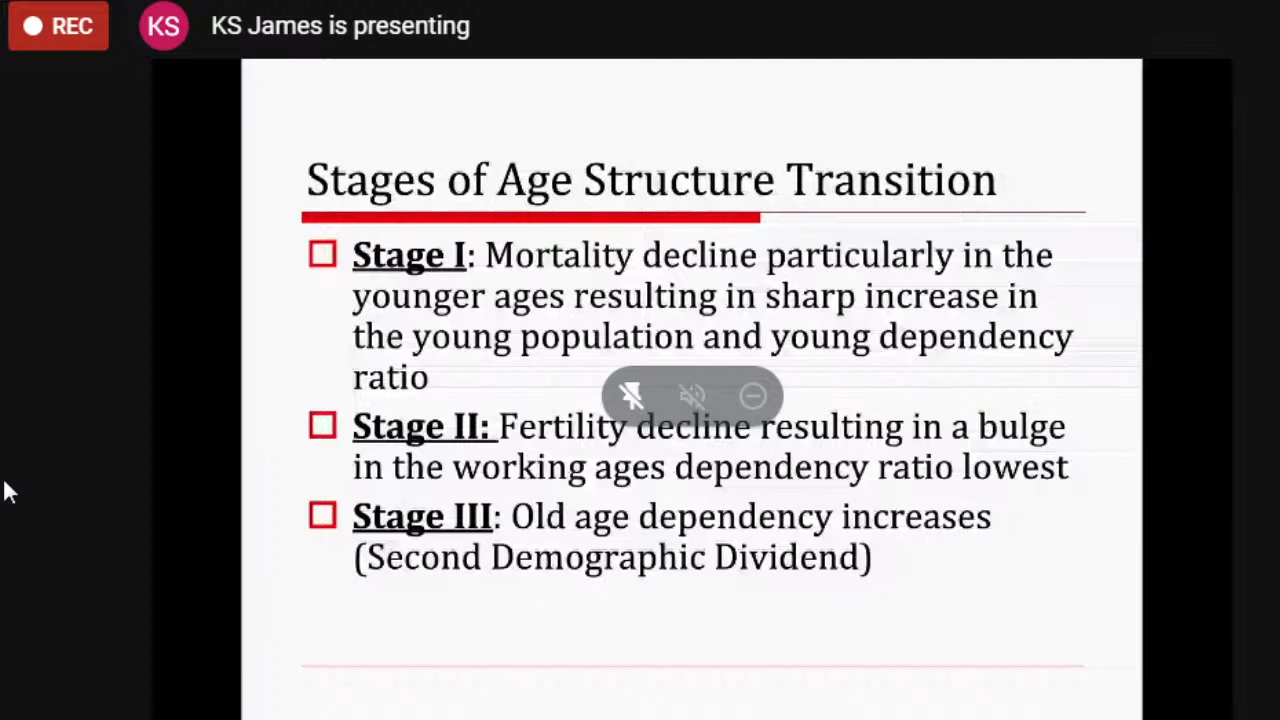 REC
KS
KS James is presenting
Stages of Age Structure Transition
Stage I: Mortality decline particularly in the
younger ages resulting in sharp increase in
the young population and young dependency
ratio
Stage II: Fertility decline resulting in a bulge
in the working ages dependency ratio lowest
Stage III: Old age dependency increases
(Second Demographic Dividend)